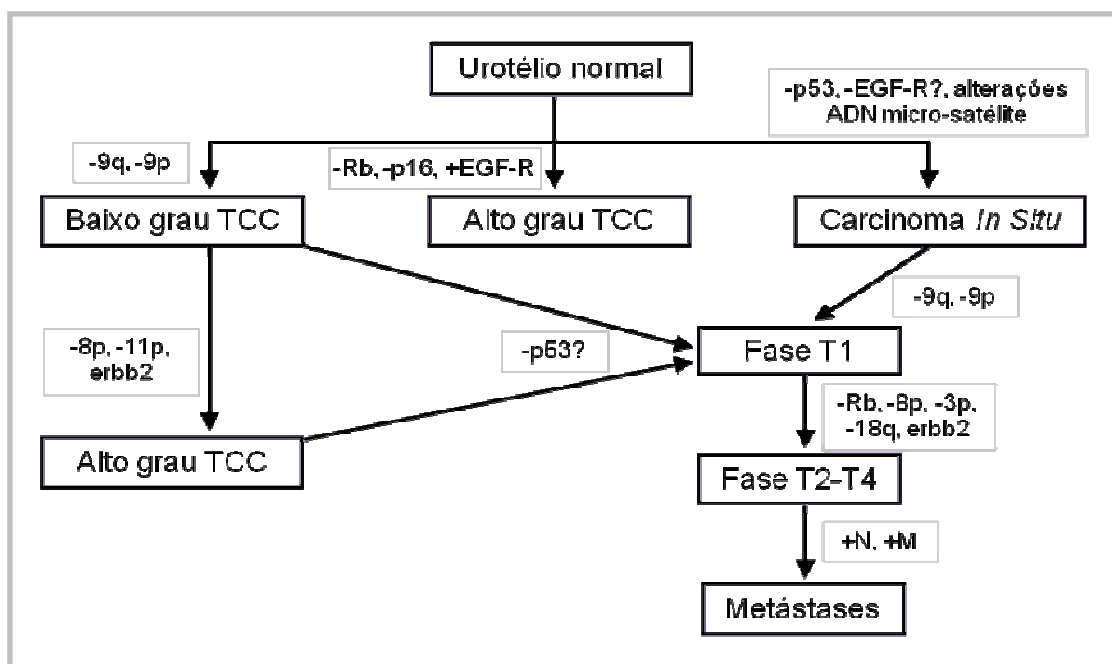 Urotélio normal
-p53, -EGF-R?, alterações
ADN micro-satélite
-9q, -9p
-Rb, -p16, +EGF-R
Baixo grau TCC
Alto grau TCC
Carcinoma In Situ
-9q, -9p
-8p, -11p,
erbb2
-p53?
Fase T1
-Rb, -8p, -3p,
-18q, erbb2
Alto grau TCC
Fase T2-T4
+N, +M
Metástases